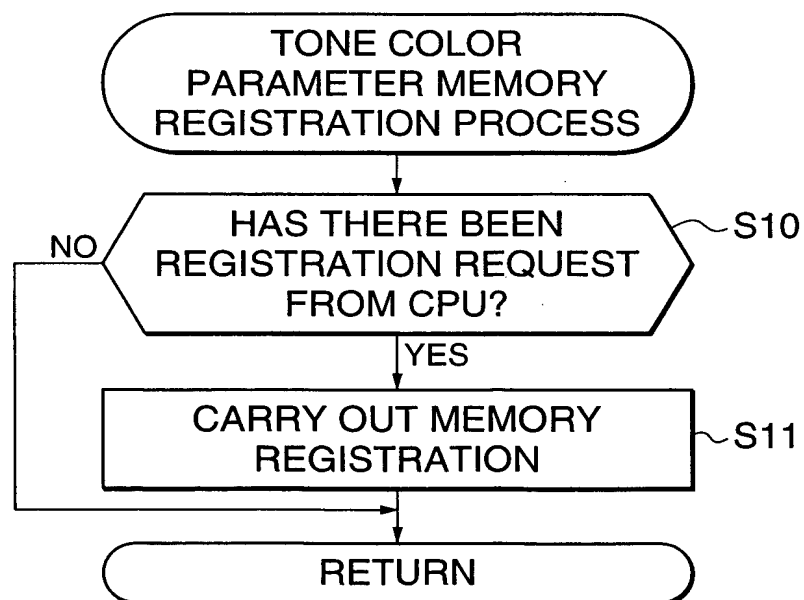 TONE COLOR
PARAMETER MEMORY
REGISTRATION PROCESS
HAS THERE BEEN
REGISTRATION REQUEST
FROM CPU?
S10
NO
YES
CARRY OUT MEMORY
REGISTRATION
S11
RETURN